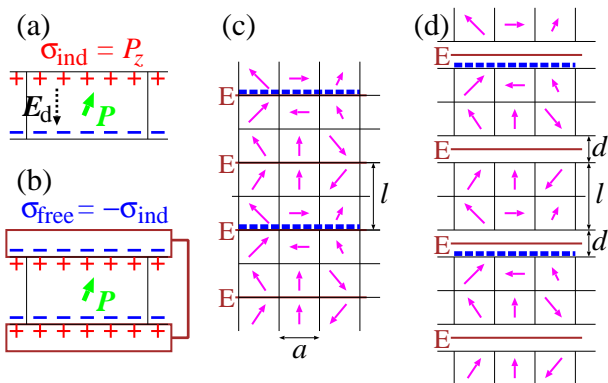 (a)
σind = Pz
+ + + + + + +
Ed
P
− − − − − − −
(b)
σfree = −σind
− − − − − − −
+ + + + + + +
P
− − − − − − −
+ + + + + + +
(c)
E
E
l
E
E
a
(d)
E
E
d
l
E
d
E